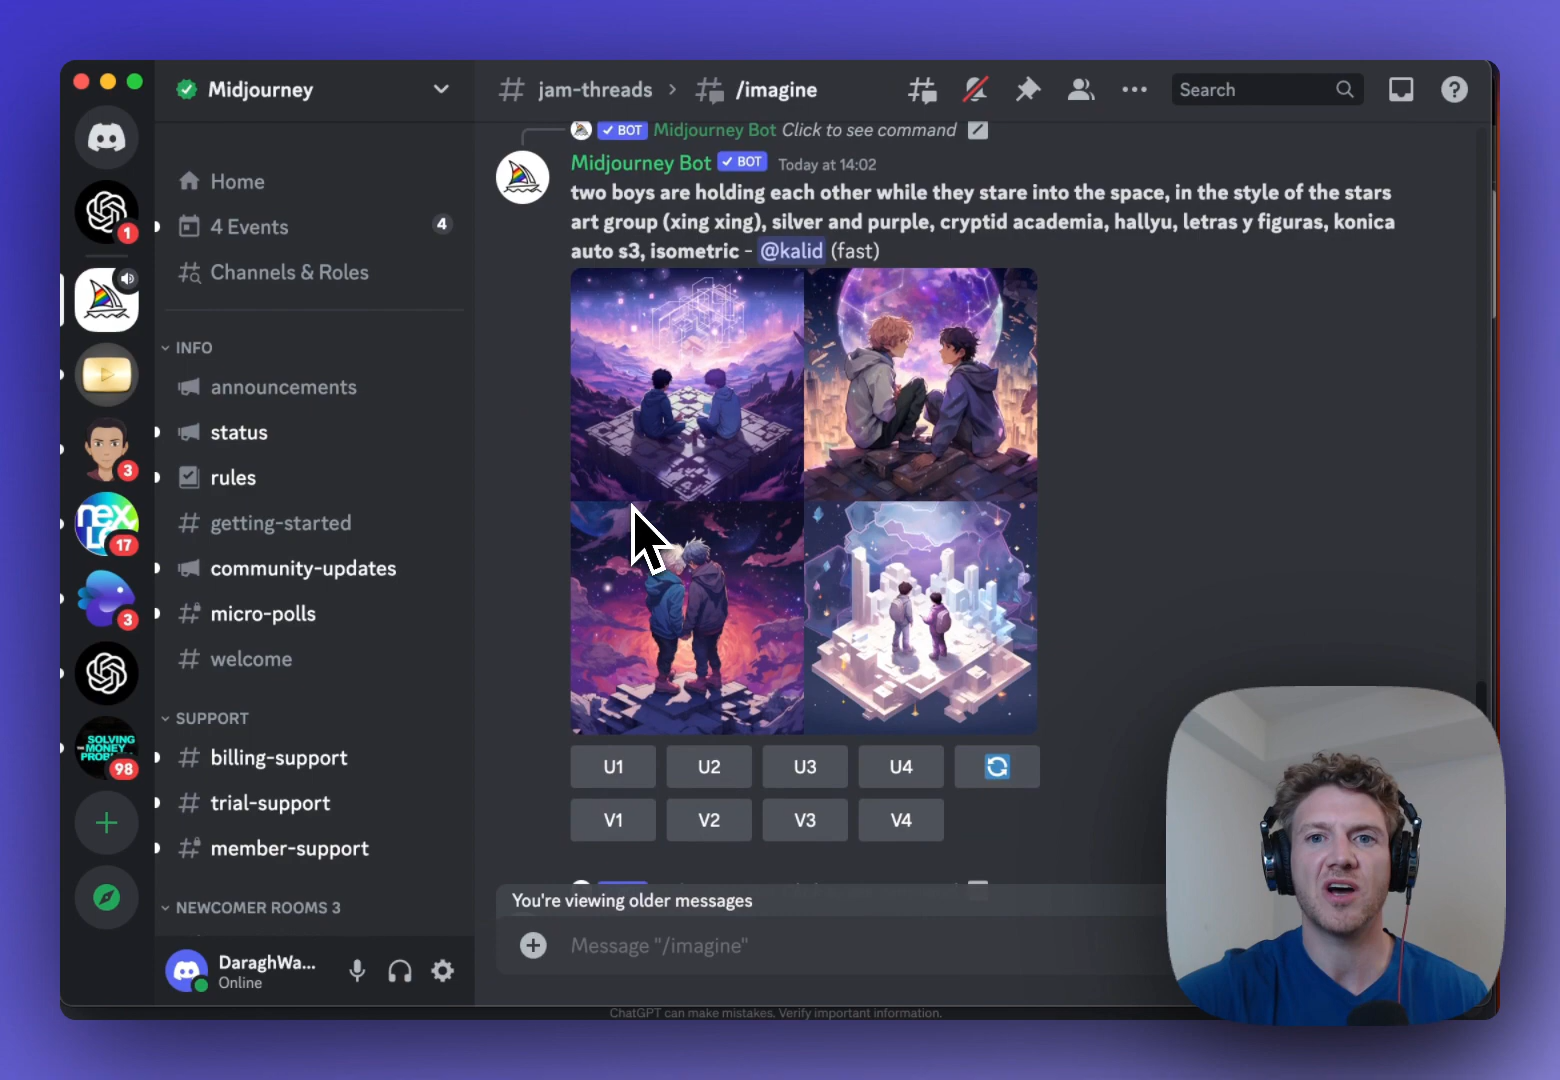 Midjourney
jam-threads > /imagine
Search
BOT Midjourney Bot Click to see command
Midjourney Bot BOT Today at 14:02
two boys are holding each other while they stare into the space, in the style of the stars
art group (xing xing), silver and purple, cryptid academia, hallyu, letras y figuras, konica
auto s3, isometric - @kalid (fast)
Home
4 Events 4
Channels & Roles
INFO
announcements
status
rules
getting-started
community-updates
micro-polls
welcome
SUPPORT
billing-support
trial-support
member-support
NEWCOMER ROOMS 3
1
3
17
3
SOLVING
THE MONEY
98
U1 U2 U3 U4
V1 V2 V3 V4
You're viewing older messages
Message "/imagine"
DaraghWa...
Online
ChatGPT can make mistakes. Verify important information.